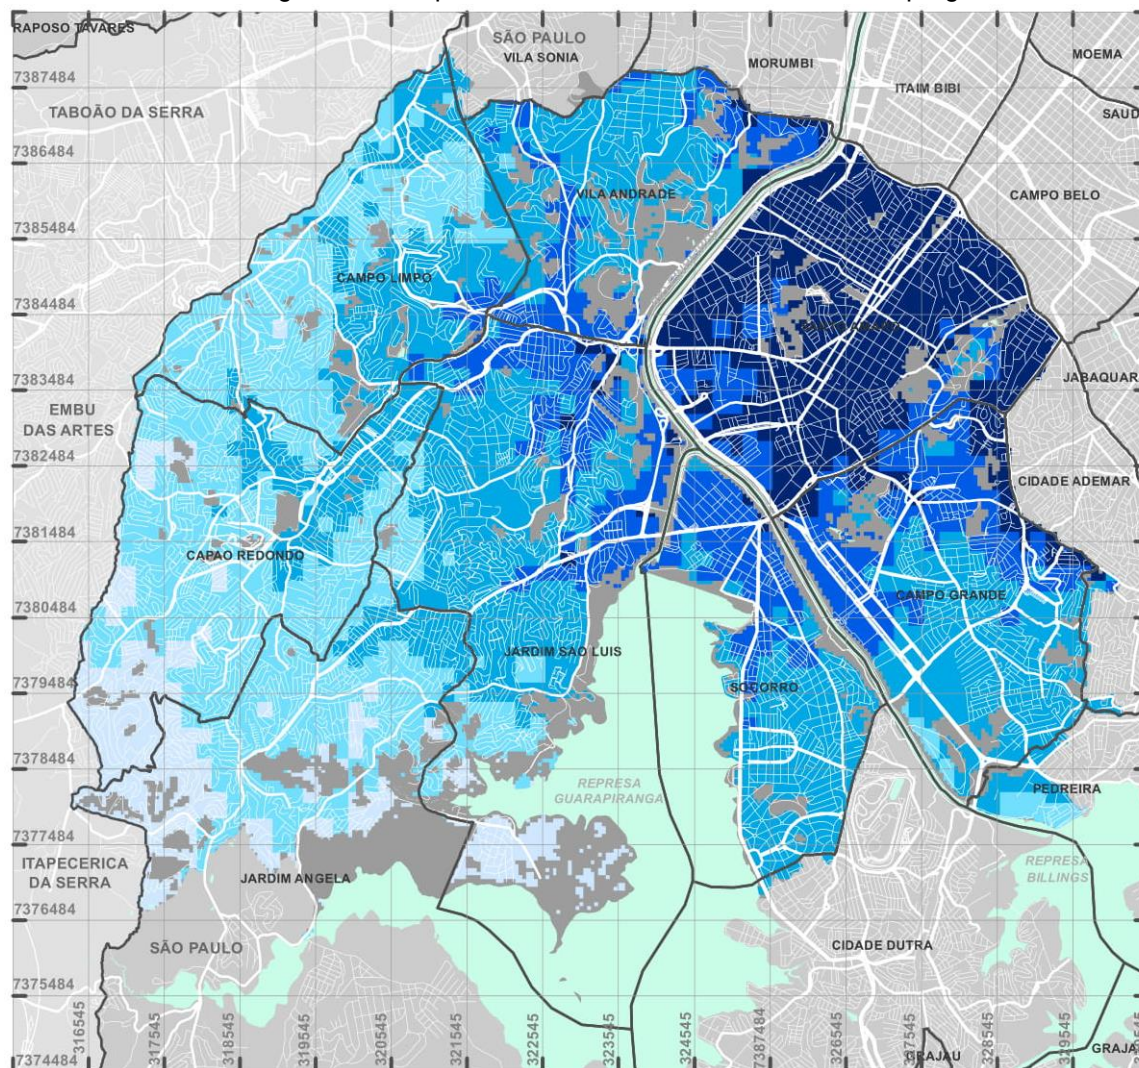 RAPOSO TAVARES
SÃO PAULO
VILA SONIA
MORUMBI
MOEMA
ITAIM BIBI
7387484
TABOÃO DA SERRA
SAUD
7386484
VILA ANDRADE
CAMPO BELO
7385484
CAMPO LIMPO
7384484
JABAQUAR
7383484
EMBU
DAS ARTES
7382484
CIDADE ADEMAR
7381484
CAPAO REDONDO
CAMPO GRANDE
7380484
JARDIM SAO LUIS
SOCORRO
7379484
7378484
REPRESA
GUARAPIRANGA
PEDREIRA
7377484
ITAPECERICA
DA SERRA
REPRESA
BILLINGS
JARDIM ANGELA
7376484
SÃO PAULO
CIDADE DUTRA
7375484
316545
317545
318545
319545
320545
321545
322545
323545
324545
7387484
326545
327545
328545
329545
7374484
GRAJAU
GRAJA